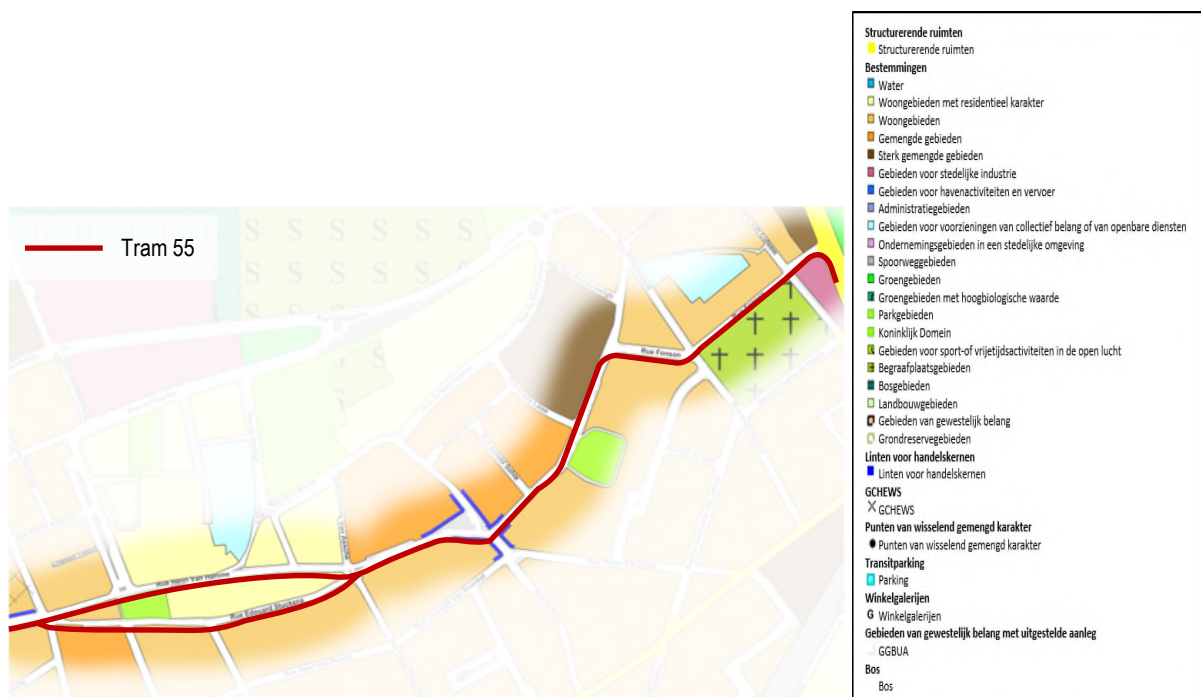 Tram 55
Rue Fonson
Rue Henri Van Hamme
Rue Edouard Stuckens
Structurerende ruimten
Structurerende ruimten
Bestemmingen
Water
Woongebieden met residentieel karakter
Woongebieden
Gemengde gebieden
Sterk gemengde gebieden
Gebieden voor stedelijke industrie
Gebieden voor havenactiviteiten en vervoer
Administratiegebieden
Gebieden voor voorzieningen van collectief belang of van openbare diensten
Ondernemingsgebieden in een stedelijke omgeving
Spoorweggebieden
Groengebieden
Groengebieden met hoogbiologische waarde
Parkgebieden
Koninklijk Domein
Gebieden voor sport-of vrijetijdsactiviteiten in de open lucht
Begraafplaatsgebieden
Bosgebieden
Landbouwgebieden
Gebieden van gewestelijk belang
Grondreservegebieden
Linten voor handelskernen
Linten voor handelskernen
GCHEWS
GCHEWS
Punten van wisselend gemengd karakter
Punten van wisselend gemengd karakter
Transitparking
Parking
Winkelgalerijen
G Winkelgalerijen
Gebieden van gewestelijk belang met uitgestelde aanleg
GGBUA
Bos
Bos